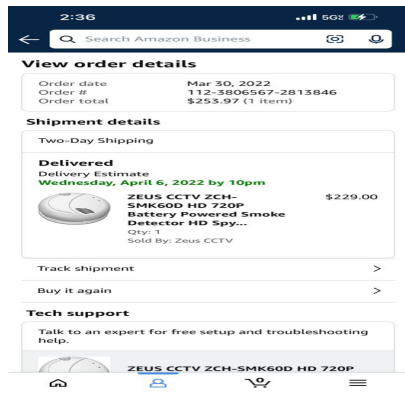 2:36
5G
Search Amazon Business
View order details
Order date Mar 30, 2022
Order # 112-3806567-2813846
Order total $253.97 (1 item)
Shipment details
Two-Day Shipping
Delivered
Delivery Estimate
Wednesday, April 6, 2022 by 10pm
ZEUS CCTV ZCH- $229.00
SMK60D HD 720P
Battery Powered Smoke
Detector HD Spy...
Qty: 1
Sold By: Zeus CCTV
Track shipment >
Buy it again >
Tech support
Talk to an expert for free setup and troubleshooting
help.
ZEUS CCTV ZCH-SMK60D HD 720P
0